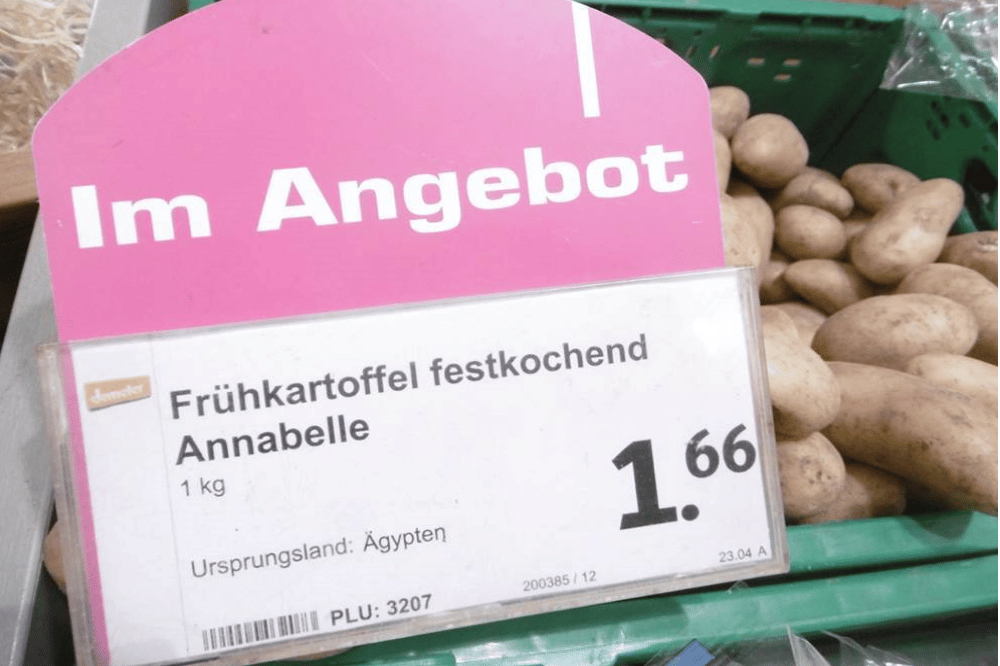 Im Angebot
demeter
Frühkartoffel festkochend
Annabelle
1 kg
1.66
Ursprungsland: Ägypten
200385 / 12
23.04 A
PLU: 3207